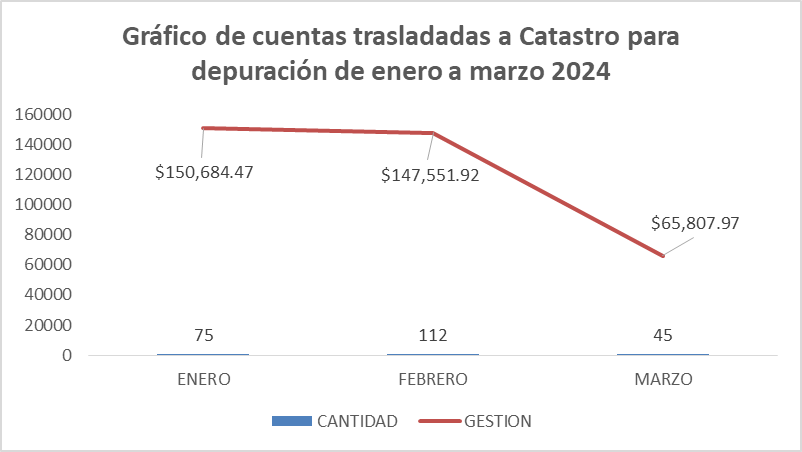 Gráfico de cuentas trasladadas a Catastro para
depuración de enero a marzo 2024
160000
140000
120000
100000
80000
60000
40000
20000
0
$150,684.47
$147,551.92
$65,807.97
75
112
45
ENERO
FEBRERO
MARZO
CANTIDAD
GESTION